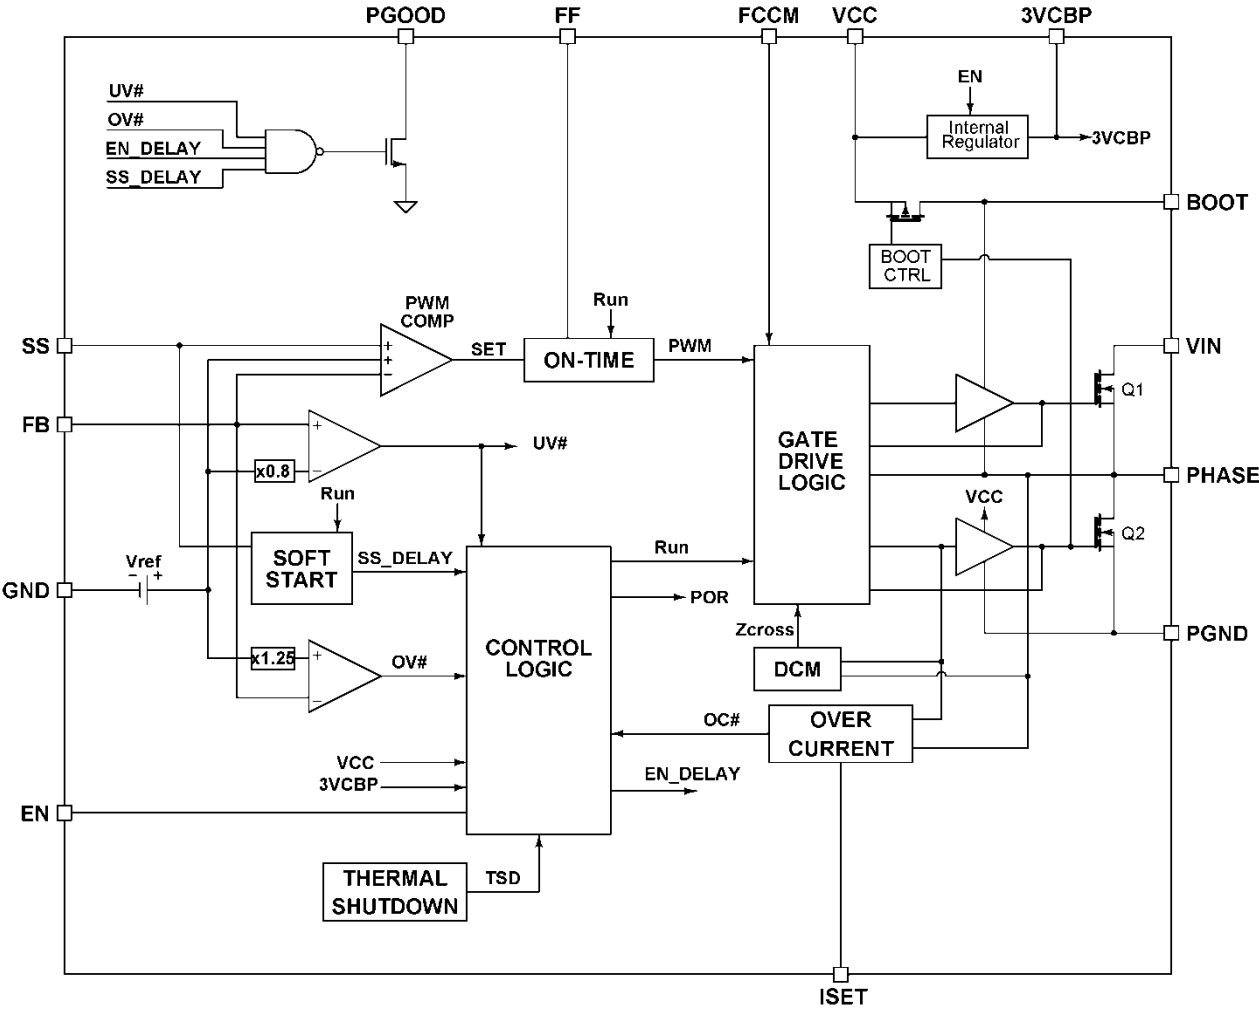 PGOOD FF FCCM VCC 3VCBP
UV#
OV#
EN_DELAY
SS_DELAY
EN
Internal
Regulator
3VCBP
BOOT
BOOT
CTRL
PWM
COMP
Run
SS
+
+
−
SET
ON-TIME
PWM
VIN
Q1
FB
+
−
x0.8
UV#
GATE
DRIVE
LOGIC
PHASE
VCC
Q2
Run
SOFT
START
SS_DELAY
Run
POR
Vref
− +
GND
Zcross
PGND
x1.25
+
−
OV#
CONTROL
LOGIC
DCM
OC#
OVER
CURRENT
VCC
3VCBP
EN_DELAY
EN
THERMAL
SHUTDOWN
TSD
ISET